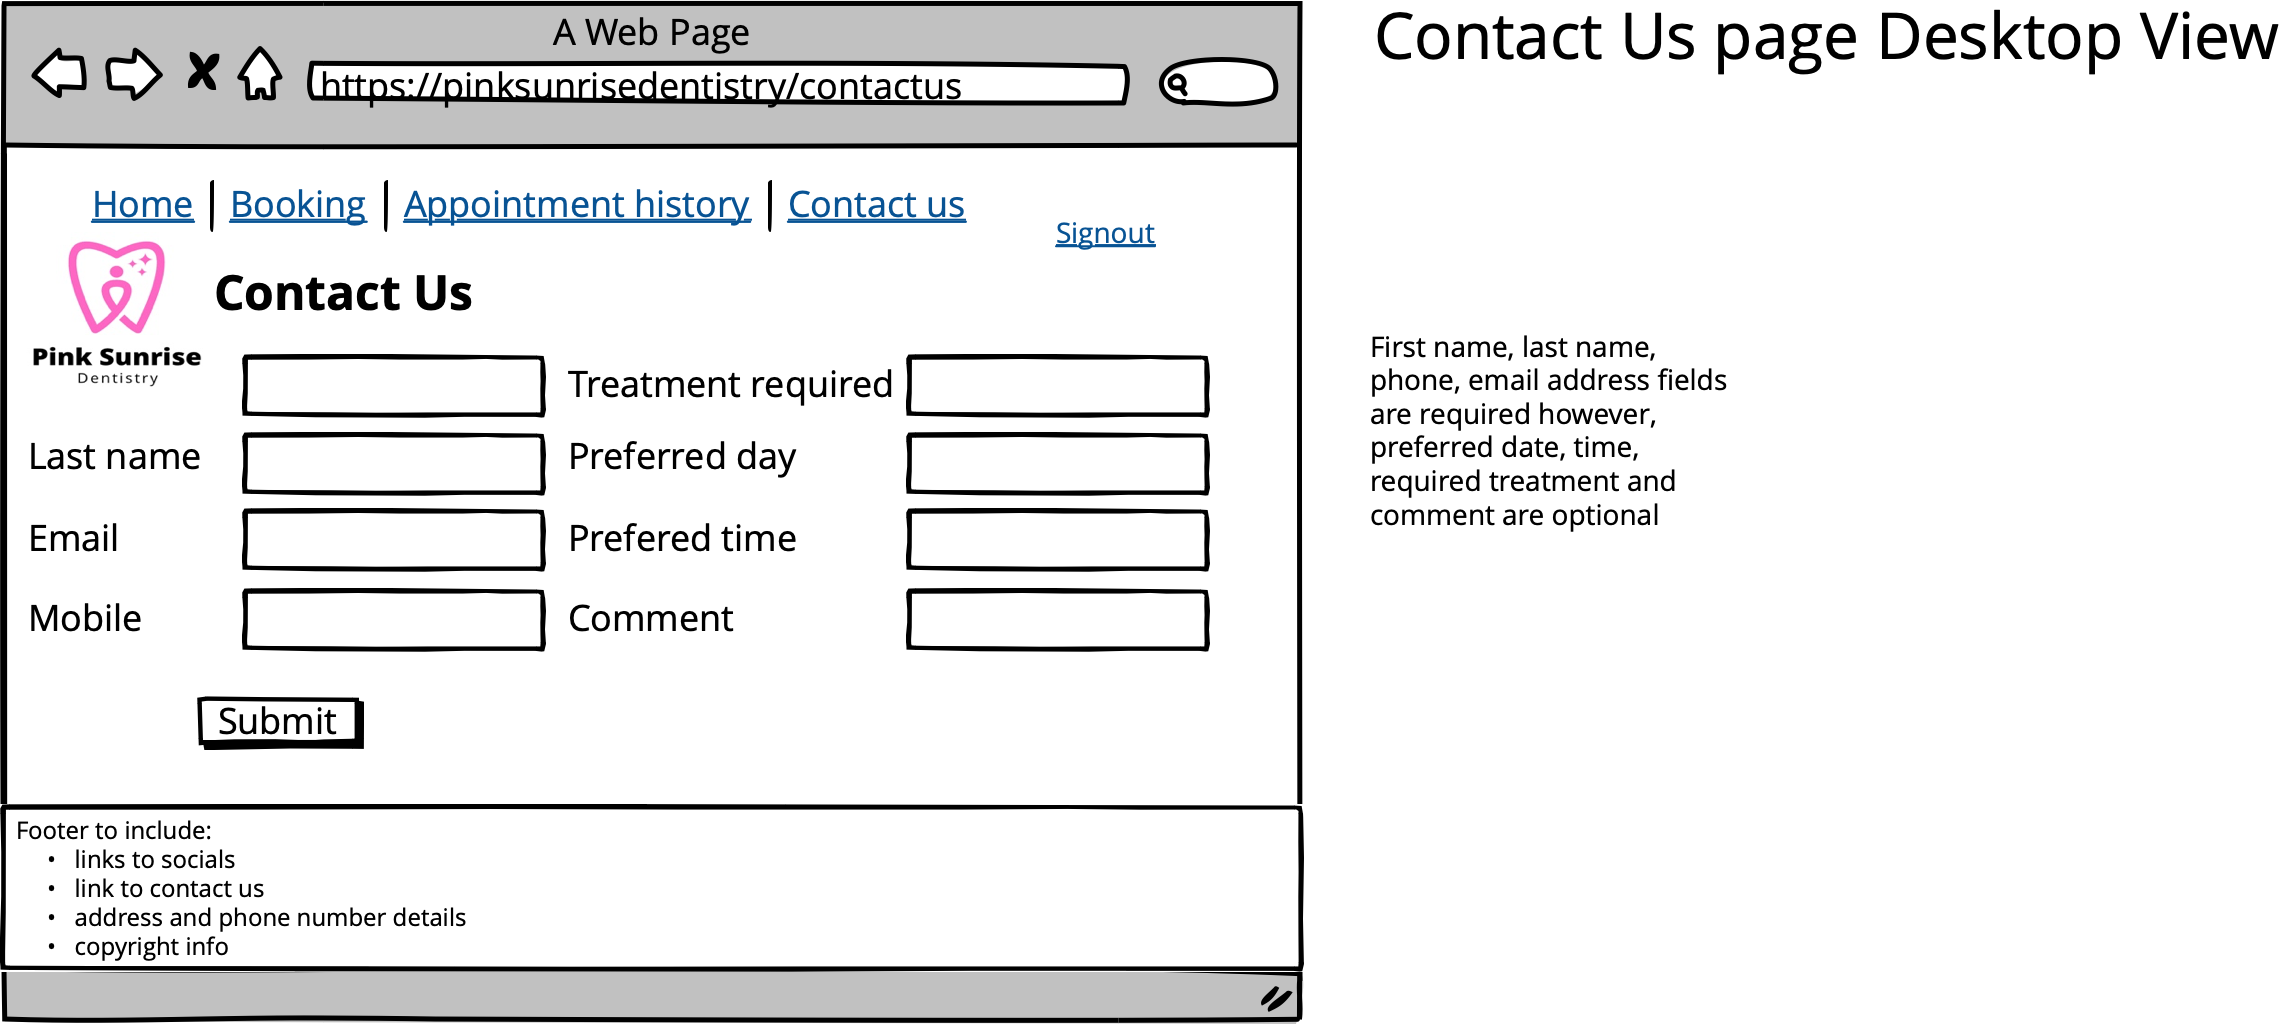 A Web Page
https://pinksunrisedentistry/contactus
Contact Us page Desktop View
Home Booking Appointment history Contact us
Signout
Contact Us
Pink Sunrise
Dentistry
Treatment required
Last name
Preferred day
Email
Prefered time
Mobile
Comment
Submit
First name, last name,
phone, email address fields
are required however,
preferred date, time,
required treatment and
comment are optional
Footer to include:
• links to socials
• link to contact us
• address and phone number details
• copyright info